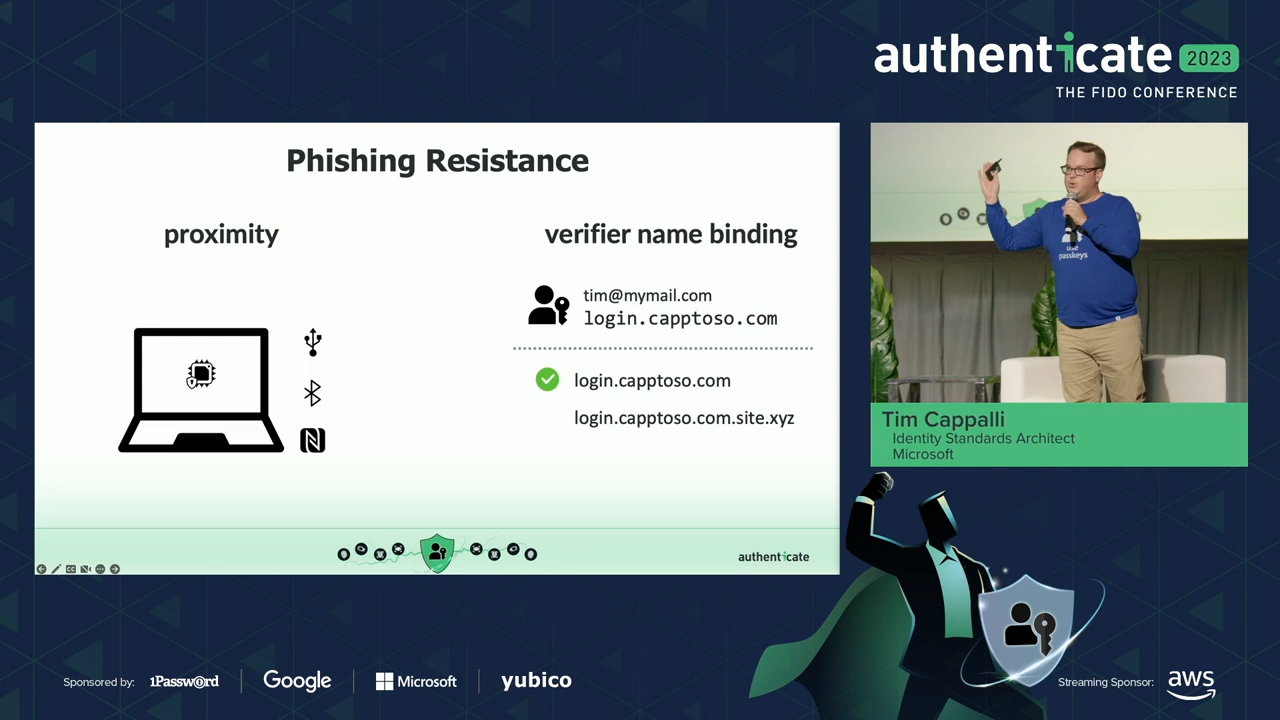 authenticate 2023
THE FIDO CONFERENCE
Phishing Resistance
proximity
verifier name binding
tim@mymail.com
login.capptoso.com
login.capptoso.com
login.capptoso.com.site.xyz
authenticate
use
passkeys
Tim Cappalli
Identity Standards Architect
Microsoft
Sponsored by:
1Password
Google
Microsoft
yubico
Streaming Sponsor:
aws